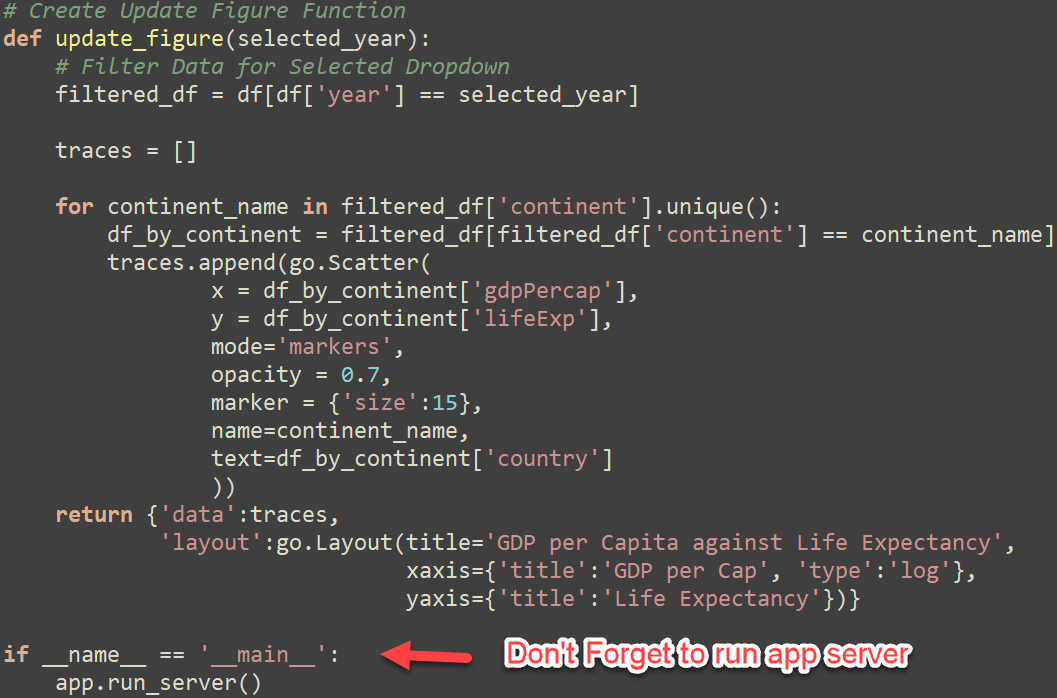 # Create Update Figure Function
def update_figure(selected_year):
    # Filter Data for Selected Dropdown
    filtered_df = df[df['year'] == selected_year]

    traces = []

    for continent_name in filtered_df['continent'].unique():
        df_by_continent = filtered_df[filtered_df['continent'] == continent_name]
        traces.append(go.Scatter(
                x = df_by_continent['gdpPercap'],
                y = df_by_continent['lifeExp'],
                mode='markers',
                opacity = 0.7,
                marker = {'size':15},
                name=continent_name,
                text=df_by_continent['country']
                ))
    return {'data':traces,
            'layout':go.Layout(title='GDP per Capita against Life Expectancy',
                               xaxis={'title':'GDP per Cap', 'type':'log'},
                               yaxis={'title':'Life Expectancy'})}

if __name__ == '__main__':
Don't Forget to run app server
    app.run_server()